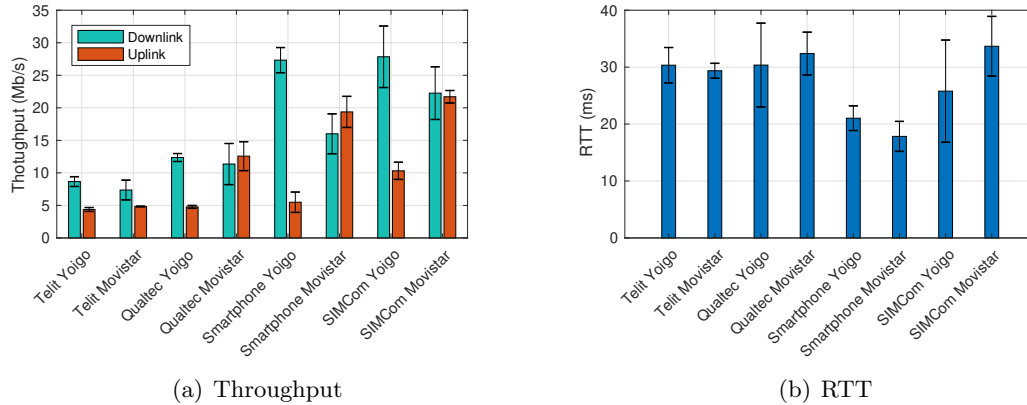 35
30
25
20
15
10
5
0
Thotughput (Mb/s)
Downlink
Uplink
Telit Yoigo
Telit Movistar
Qualtec Yoigo
Qualtec Movistar
Smartphone Yoigo
Smartphone Movistar
SIMCom Yoigo
SIMCom Movistar
(a) Throughput
40
30
20
10
0
RTT (ms)
Telit Yoigo
Telit Movistar
Qualtec Yoigo
Qualtec Movistar
Smartphone Yoigo
Smartphone Movistar
SIMCom Yoigo
SIMCom Movistar
(b) RTT